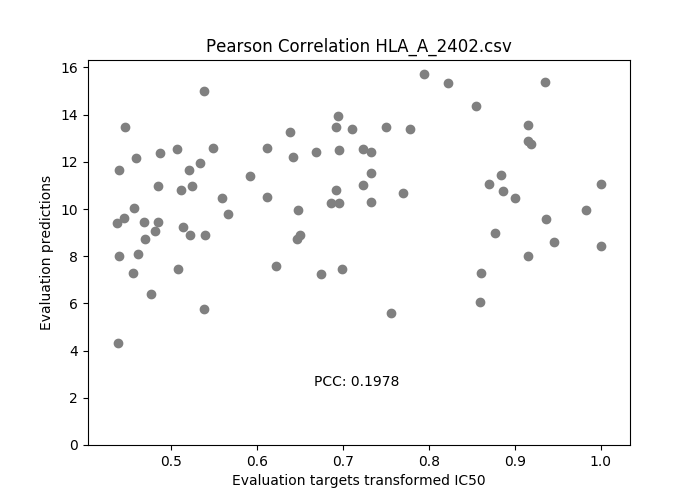 Pearson Correlation HLA_A_2402.csv
16
14
12
10
8
6
4
2
0
Evaluation predictions
PCC: 0.1978
0.5 0.6 0.7 0.8 0.9 1.0
Evaluation targets transformed IC50